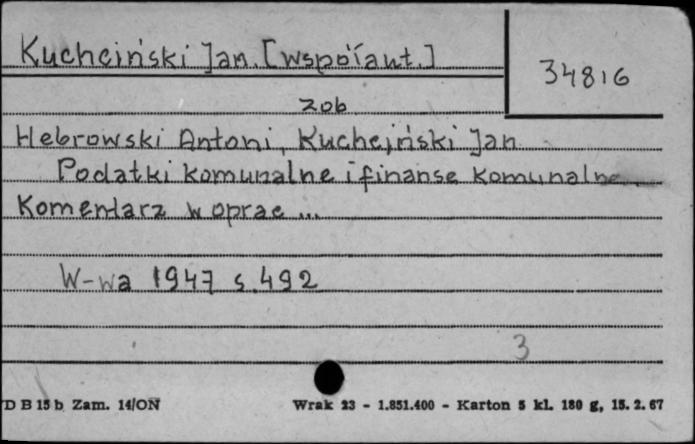 Kucheiński Jan. [współaut.]
34816
zob
Hebrowski Antoni, Kucheiński Jan
Podatki komunalne i finanse komunalne
Komentarz w oprac ...
W-wa 1947 s. 492
3
D B 15 b Zam. 14/ON Wrak 23 - 1.851.400 - Karton 5 kl. 180 g, 15. 2. 67